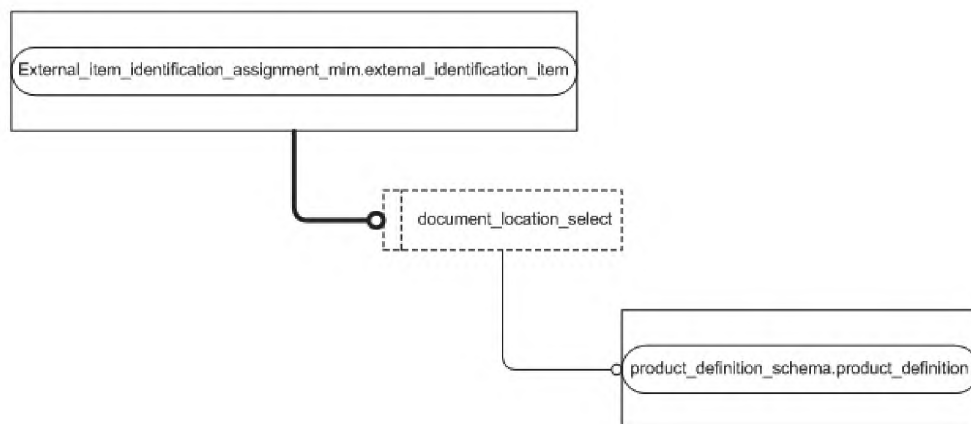 External_item_identification_assignment_mim.external_identification_item
document_location_select
product_definition_schema.product_definition